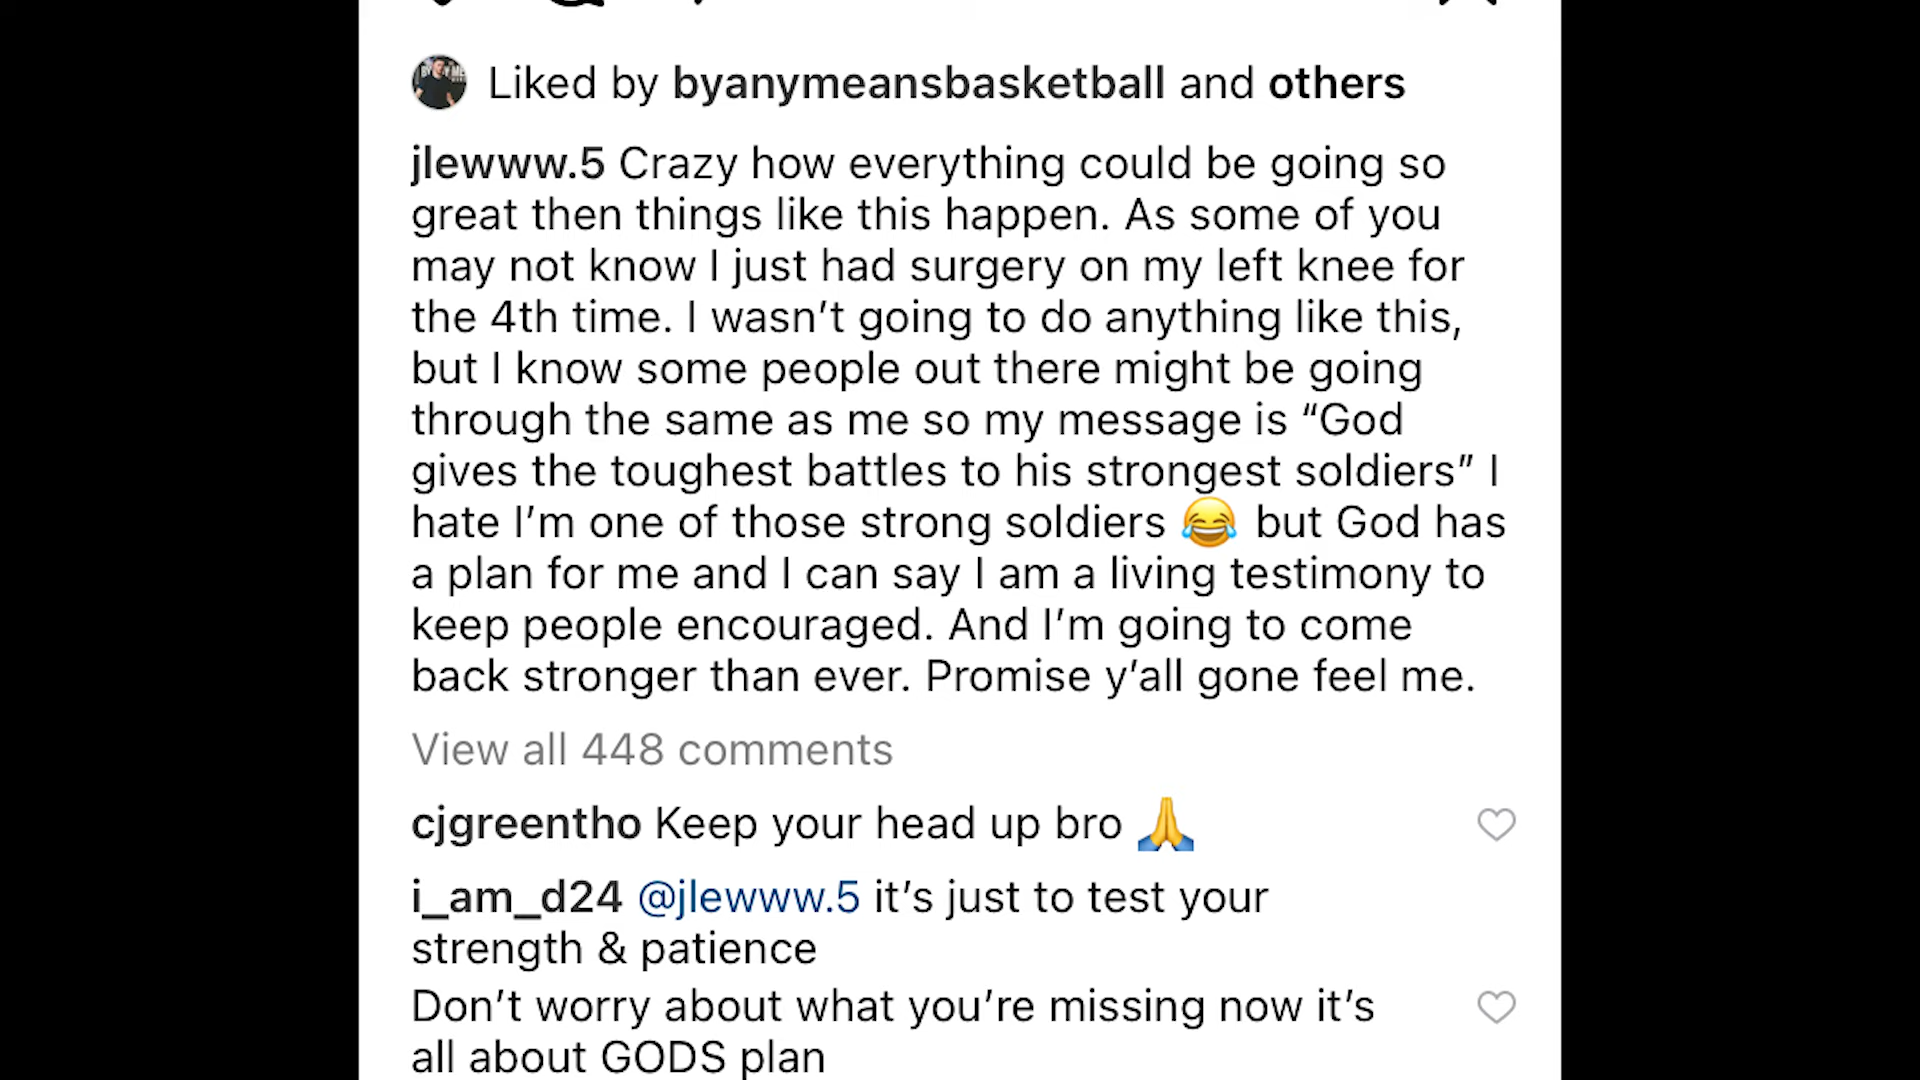 Liked by byanymeansbasketball and others
jlewww.5 Crazy how everything could be going so
great then things like this happen. As some of you
may not know I just had surgery on my left knee for
the 4th time. I wasn’t going to do anything like this,
but I know some people out there might be going
through the same as me so my message is “God
gives the toughest battles to his strongest soldiers” I
hate I’m one of those strong soldiers 😂 but God has
a plan for me and I can say I am a living testimony to
keep people encouraged. And I’m going to come
back stronger than ever. Promise y’all gone feel me.
View all 448 comments
cjgreentho Keep your head up bro 🙏
i_am_d24 @jlewww.5 it’s just to test your
strength & patience
Don’t worry about what you’re missing now it’s
all about GODS plan